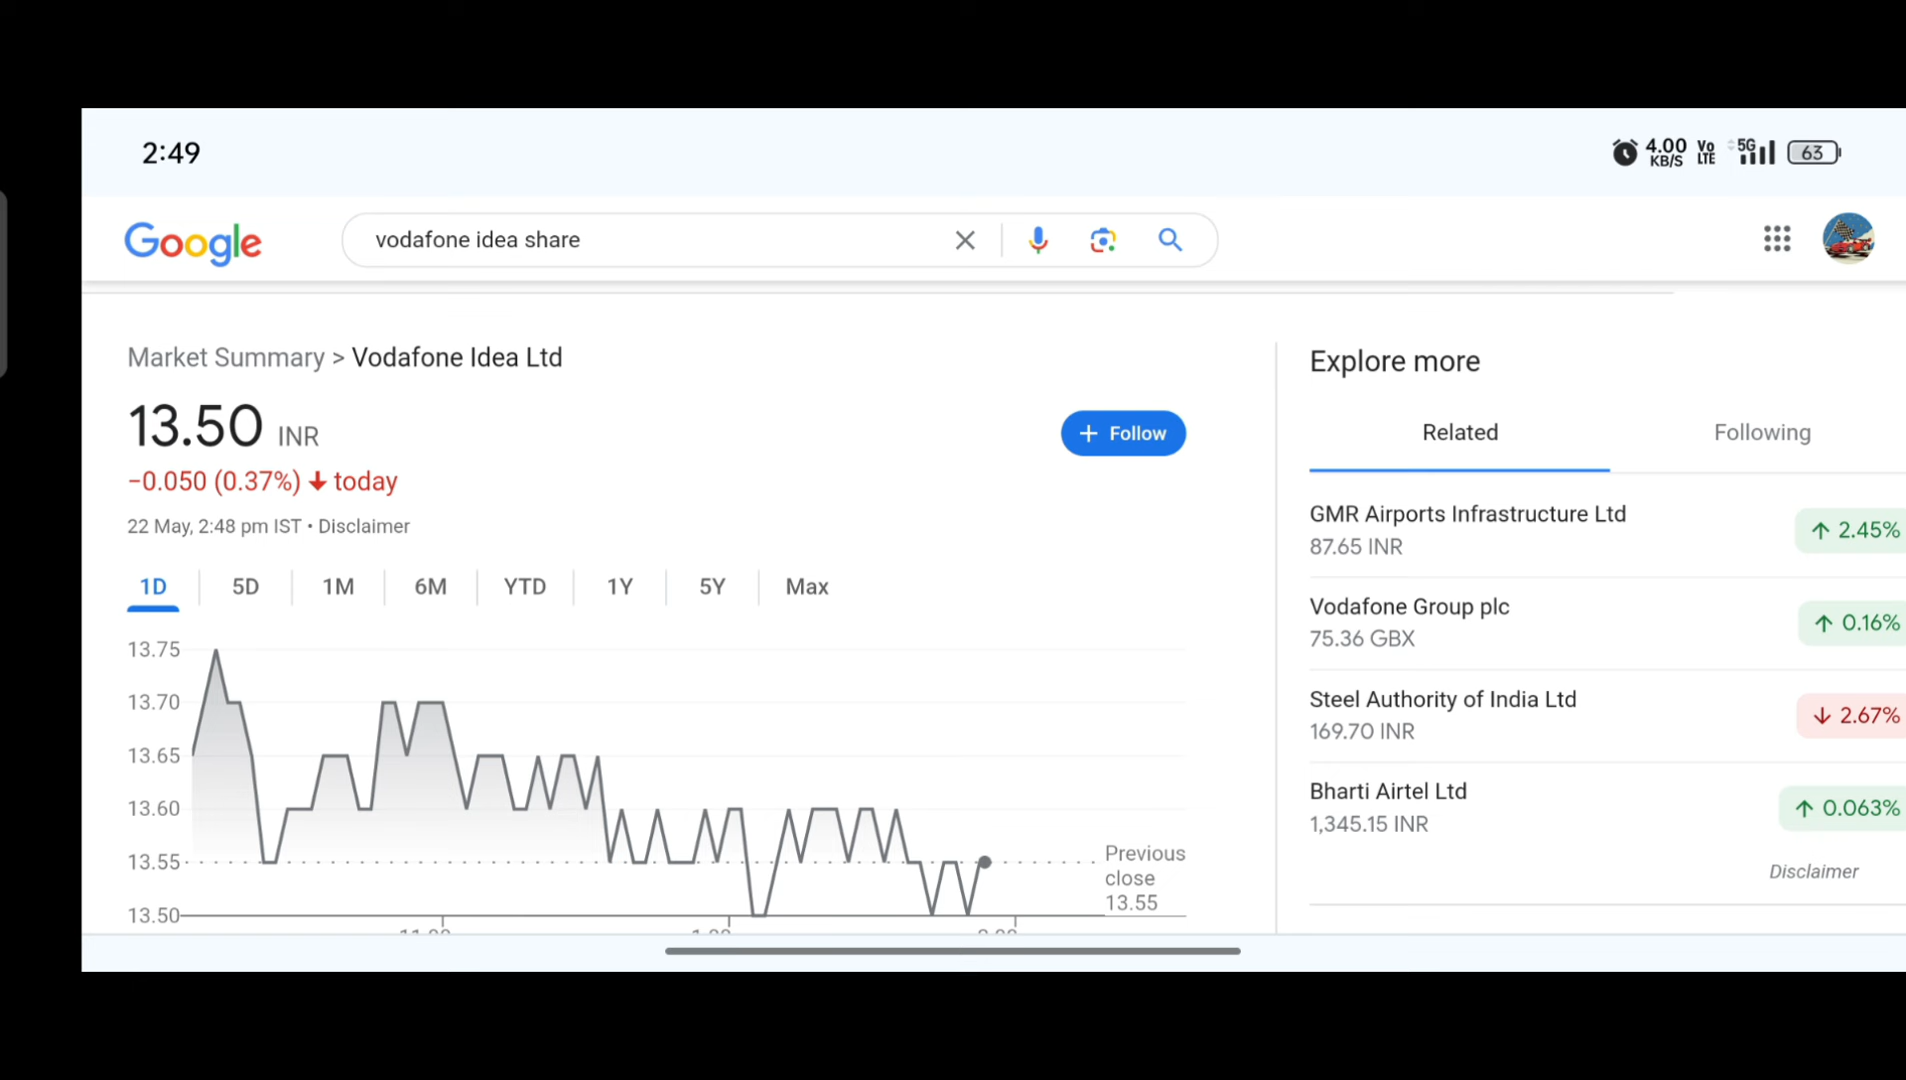 2:49
4.00 KB/S Vo LTE 5G 63
Google
vodafone idea share
Market Summary > Vodafone Idea Ltd
13.50 INR
−0.050 (0.37%) ↓ today
22 May, 2:48 pm IST • Disclaimer
+ Follow
1D 5D 1M 6M YTD 1Y 5Y Max
13.75
13.70
13.65
13.60
13.55
13.50
Previous
close
13.55
Explore more
Related Following
GMR Airports Infrastructure Ltd
87.65 INR
↑ 2.45%
Vodafone Group plc
75.36 GBX
↑ 0.16%
Steel Authority of India Ltd
169.70 INR
↓ 2.67%
Bharti Airtel Ltd
1,345.15 INR
↑ 0.063%
Disclaimer